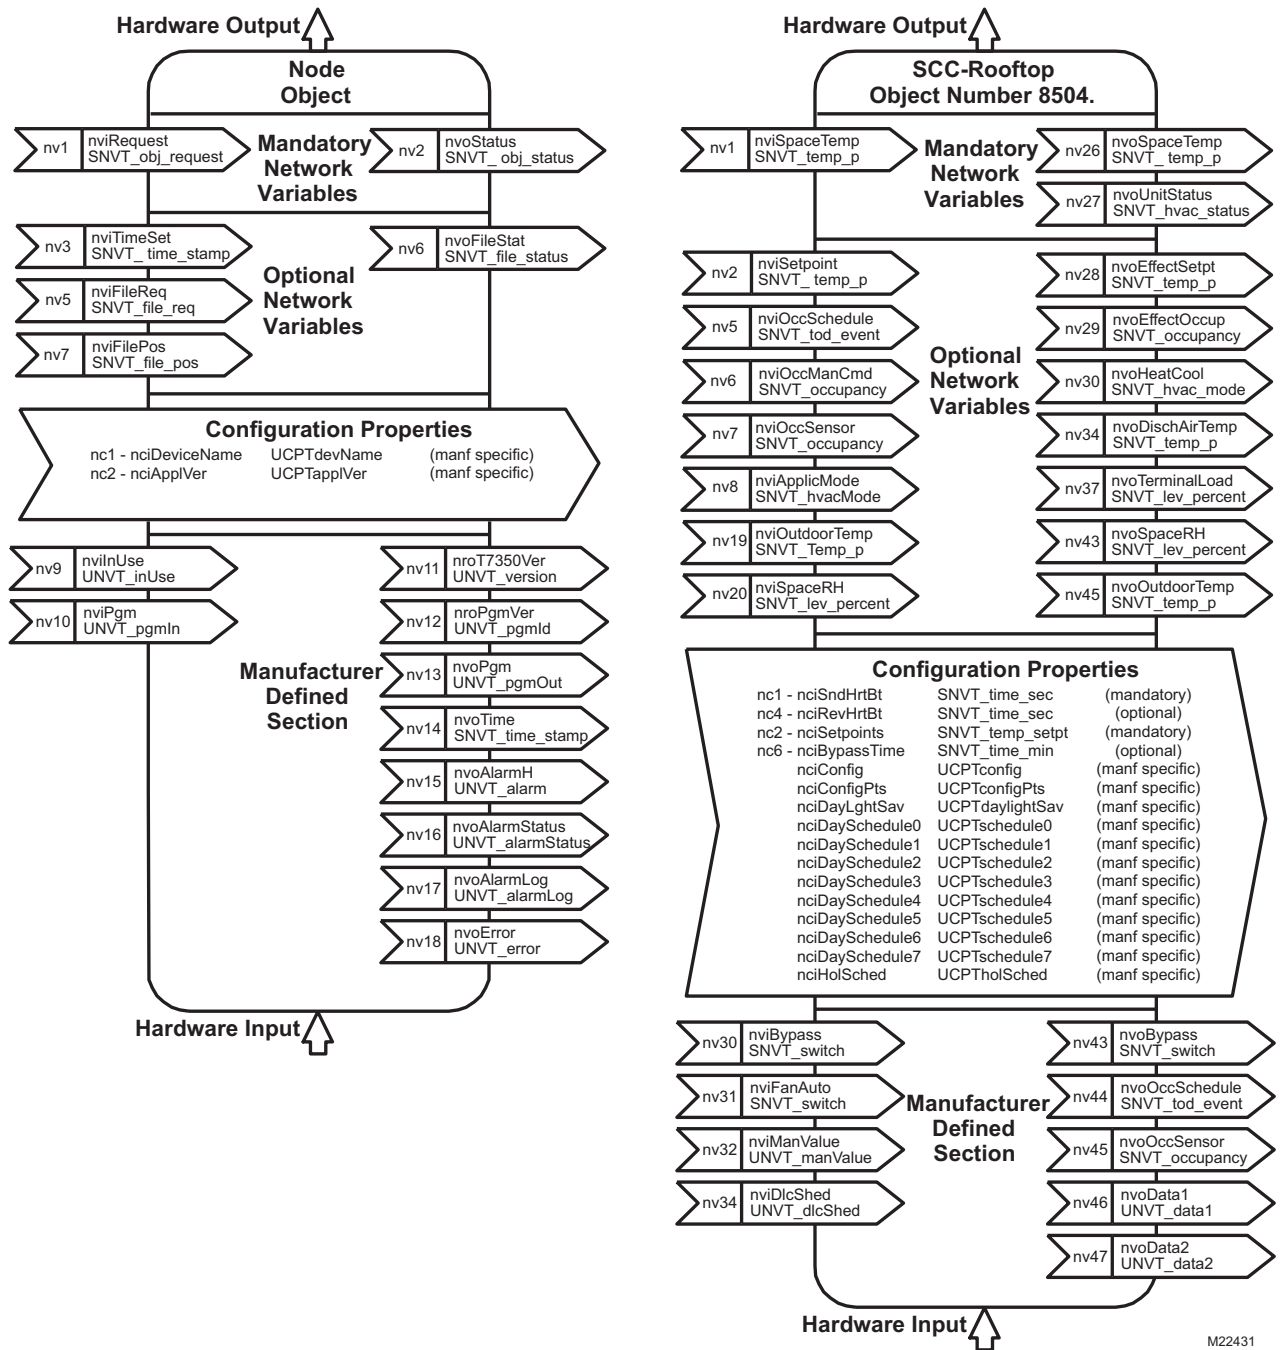 Hardware Output
Node
Object
nv1
nviRequest
SNVT_obj_request
Mandatory
Network
Variables
nv2
nvoStatus
SNVT_ obj_status
nv3
nviTimeSet
SNVT_ time_stamp
nv5
nviFileReq
SNVT_file_req
nv7
nviFilePos
SNVT_file_pos
Optional
Network
Variables
nv6
nvoFileStat
SNVT_file_status
Configuration Properties
nc1 - nciDeviceName UCPTdevName (manf specific)
nc2 - nciApplVer UCPTapplVer (manf specific)
nv9
nviInUse
UNVT_inUse
nv10
nviPgm
UNVT_pgmIn
Manufacturer
Defined
Section
nv11
nroT7350Ver
UNVT_version
nv12
nroPgmVer
UNVT_pgmId
nv13
nvoPgm
UNVT_pgmOut
nv14
nvoTime
SNVT_time_stamp
nv15
nvoAlarmH
UNVT_alarm
nv16
nvoAlarmStatus
UNVT_alarmStatus
nv17
nvoAlarmLog
UNVT_alarmLog
nv18
nvoError
UNVT_error
Hardware Input
Hardware Output
SCC-Rooftop
Object Number 8504.
nv1
nviSpaceTemp
SNVT_temp_p
Mandatory
Network
Variables
nv26
nvoSpaceTemp
SNVT_ temp_p
nv27
nvoUnitStatus
SNVT_hvac_status
nv2
nviSetpoint
SNVT_ temp_p
nv5
nviOccSchedule
SNVT_tod_event
nv6
nviOccManCmd
SNVT_occupancy
nv7
nviOccSensor
SNVT_occupancy
nv8
nviApplicMode
SNVT_hvacMode
nv19
nviOutdoorTemp
SNVT_Temp_p
nv20
nviSpaceRH
SNVT_lev_percent
Optional
Network
Variables
nv28
nvoEffectSetpt
SNVT_temp_p
nv29
nvoEffectOccup
SNVT_occupancy
nv30
nvoHeatCool
SNVT_hvac_mode
nv34
nvoDischAirTemp
SNVT_temp_p
nv37
nvoTerminalLoad
SNVT_lev_percent
nv43
nvoSpaceRH
SNVT_lev_percent
nv45
nvoOutdoorTemp
SNVT_temp_p
Configuration Properties
nc1 - nciSndHrtBt SNVT_time_sec (mandatory)
nc4 - nciRevHrtBt SNVT_time_sec (optional)
nc2 - nciSetpoints SNVT_temp_setpt (mandatory)
nc6 - nciBypassTime SNVT_time_min (optional)
nciConfig UCPTconfig (manf specific)
nciConfigPts UCPTconfigPts (manf specific)
nciDayLghtSav UCPTdaylightSav (manf specific)
nciDaySchedule0 UCPTschedule0 (manf specific)
nciDaySchedule1 UCPTschedule1 (manf specific)
nciDaySchedule2 UCPTschedule2 (manf specific)
nciDaySchedule3 UCPTschedule3 (manf specific)
nciDaySchedule4 UCPTschedule4 (manf specific)
nciDaySchedule5 UCPTschedule5 (manf specific)
nciDaySchedule6 UCPTschedule6 (manf specific)
nciDaySchedule7 UCPTschedule7 (manf specific)
nciHolSched UCPTholSched (manf specific)
nv30
nviBypass
SNVT_switch
nv31
nviFanAuto
SNVT_switch
nv32
nviManValue
UNVT_manValue
nv34
nviDlcShed
UNVT_dlcShed
Manufacturer
Defined
Section
nv43
nvoBypass
SNVT_switch
nv44
nvoOccSchedule
SNVT_tod_event
nv45
nvoOccSensor
SNVT_occupancy
nv46
nvoData1
UNVT_data1
nv47
nvoData2
UNVT_data2
Hardware Input
M22431